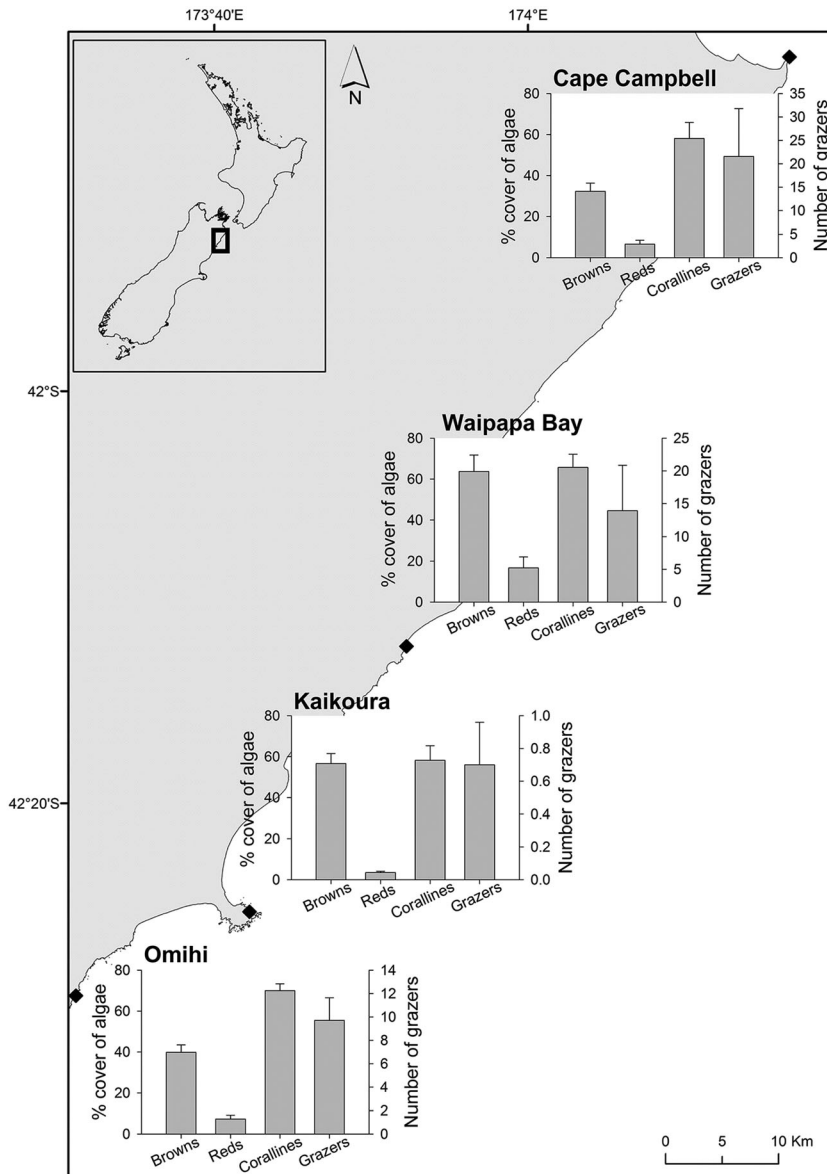 173°40'E
174°E
N
42°S
42°20'S
Cape Campbell
% cover of algae
80
60
40
20
0
35
30
25
20
15
10
5
0
Number of grazers
Browns
Reds
Corallines
Grazers
Waipapa Bay
% cover of algae
80
60
40
20
0
25
20
15
10
5
0
Number of grazers
Browns
Reds
Corallines
Grazers
Kaikoura
% cover of algae
80
60
40
20
0
1.0
0.8
0.6
0.4
0.2
0.0
Number of grazers
Browns
Reds
Corallines
Grazers
Omihi
% cover of algae
80
60
40
20
0
14
12
10
8
6
4
2
0
Number of grazers
Browns
Reds
Corallines
Grazers
0 5 10 Km